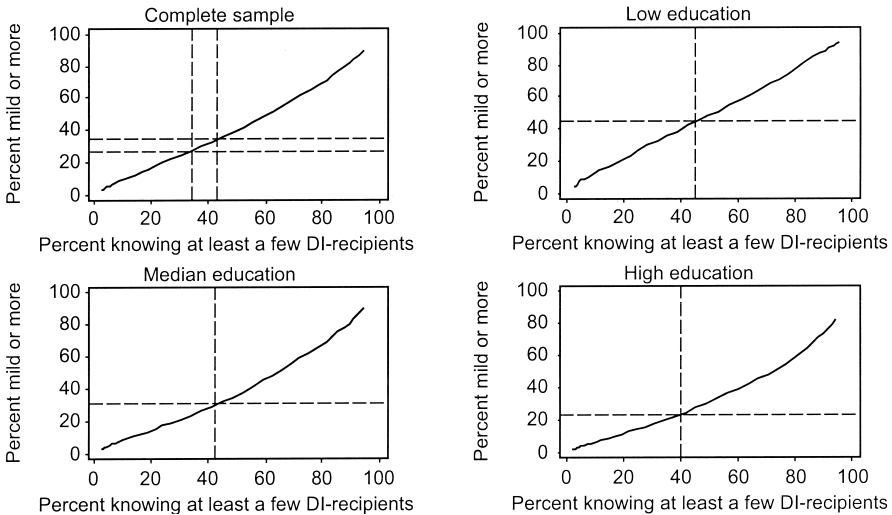 Complete sample
Percent mild or more
100
80
60
40
20
0
0 20 40 60 80 100
Percent knowing at least a few DI-recipients
Low education
Percent mild or more
100
80
60
40
20
0
0 20 40 60 80 100
Percent knowing at least a few DI-recipients
Median education
Percent mild or more
100
80
60
40
20
0
0 20 40 60 80 100
Percent knowing at least a few DI-recipients
High education
Percent mild or more
100
80
60
40
20
0
0 20 40 60 80 100
Percent knowing at least a few DI-recipients